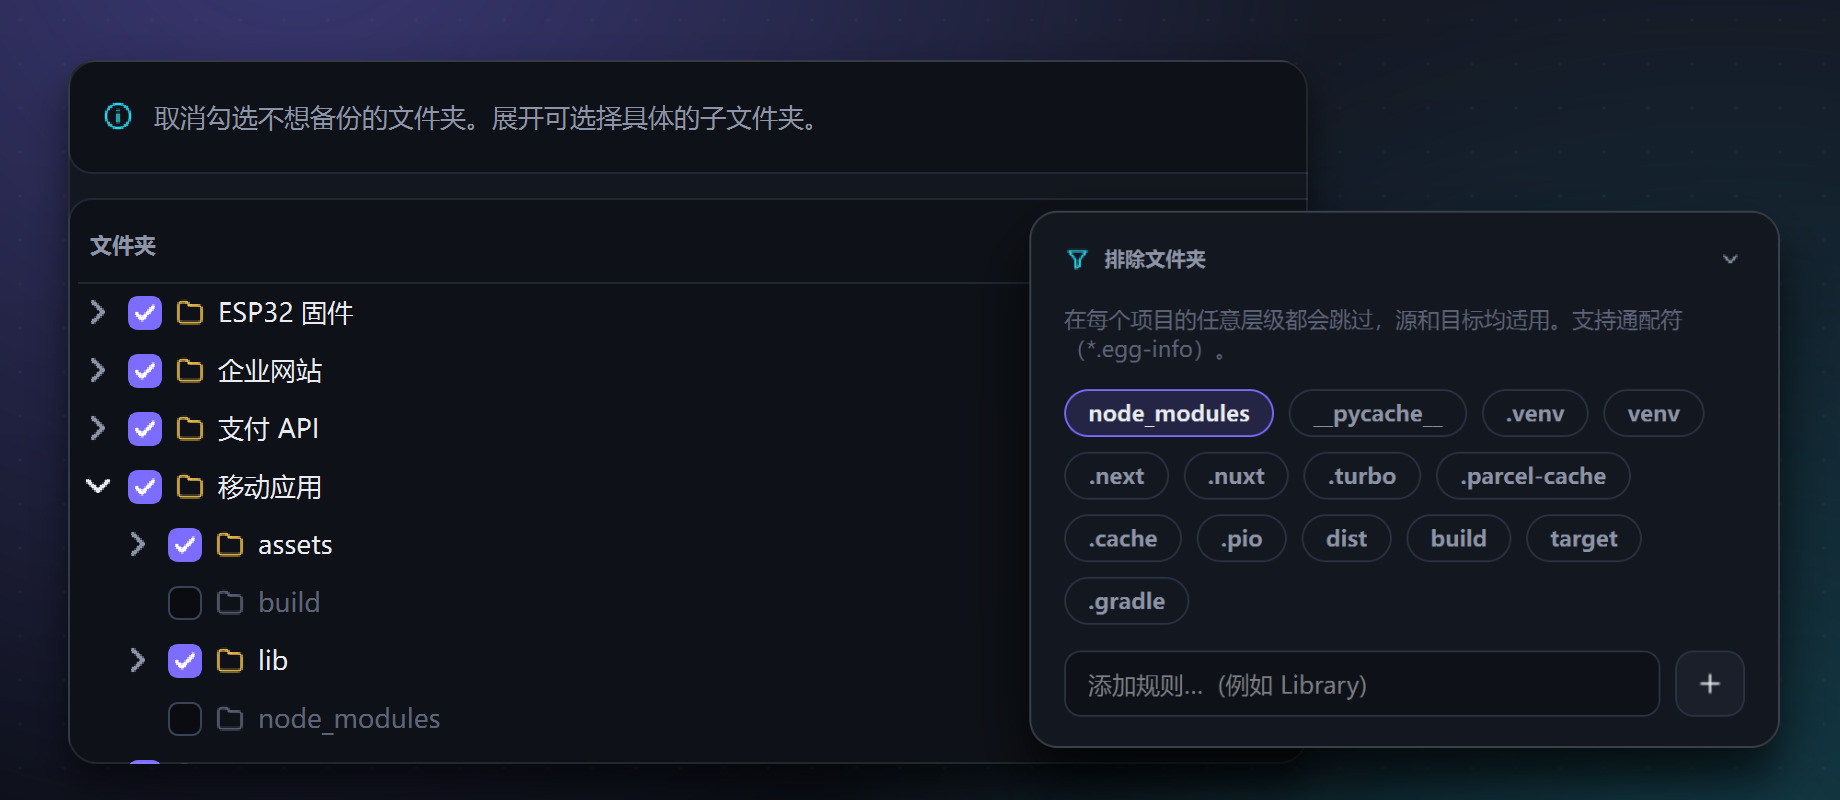 取消勾选不想备份的文件夹。展开可选择具体的子文件夹。
文件夹
ESP32 固件
企业网站
支付 API
移动应用
assets
build
lib
node_modules
排除文件夹
在每个项目的任意层级都会跳过，源和目标均适用。支持通配符
（*.egg-info）。
node_modules __pycache__ .venv venv
.next .nuxt .turbo .parcel-cache
.cache .pio dist build target
.gradle
添加规则... (例如 Library)